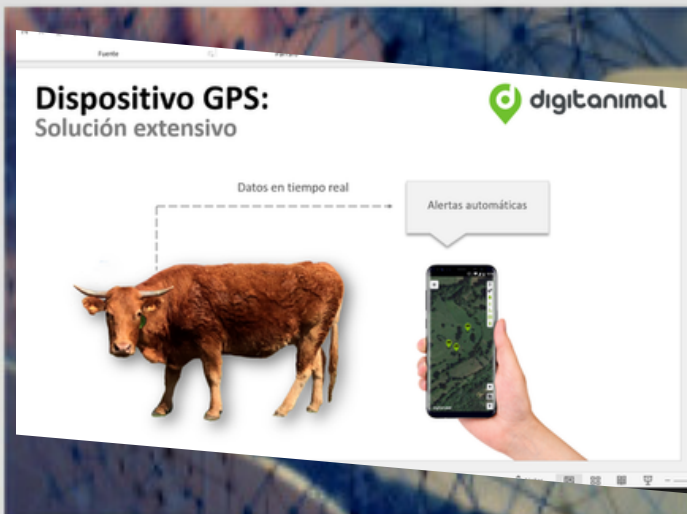 Fuente
Dispositivo GPS:
Solución extensivo
digitanimal
Datos en tiempo real
Alertas automáticas